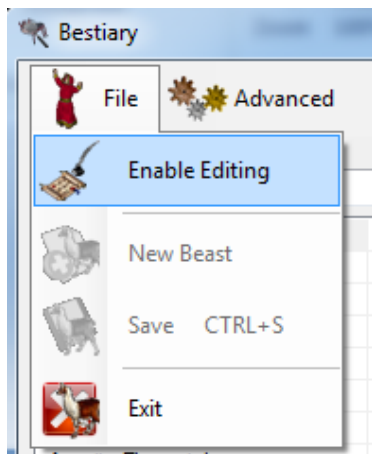 Bestiary
File Advanced
Enable Editing
New Beast
Save CTRL+S
Exit